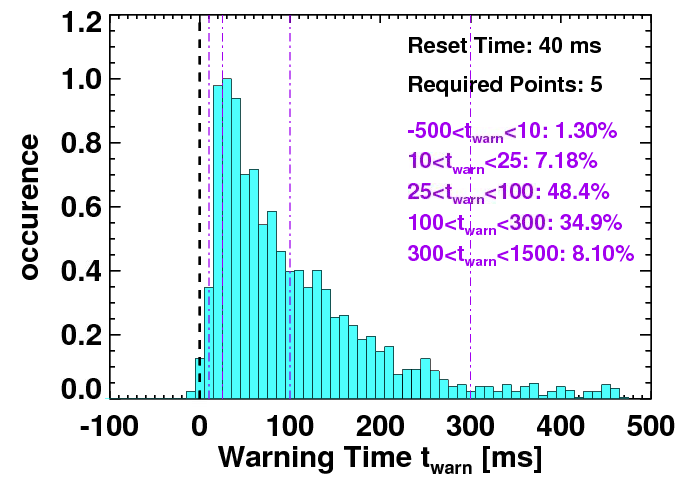 1.2
1.0
0.8
0.6
0.4
0.2
0.0
occurence
Reset Time: 40 ms
Required Points: 5
-500<twarn<10: 1.30%
10<twarn<25: 7.18%
25<twarn<100: 48.4%
100<twarn<300: 34.9%
300<twarn<1500: 8.10%
-100 0 100 200 300 400 500
Warning Time twarn [ms]